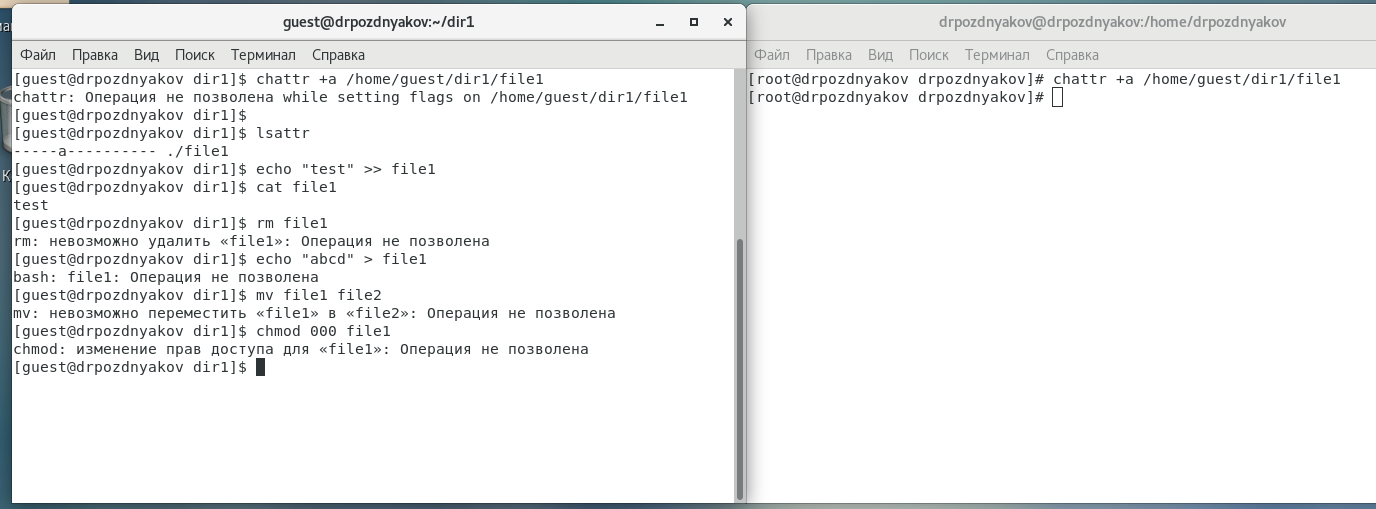 guest@drpozdnyakov:~/dir1
Файл Правка Вид Поиск Терминал Справка
[guest@drpozdnyakov dir1]$ chattr +a /home/guest/dir1/file1
chattr: Операция не позволена while setting flags on /home/guest/dir1/file1
[guest@drpozdnyakov dir1]$
[guest@drpozdnyakov dir1]$ lsattr
-----a---------- ./file1
[guest@drpozdnyakov dir1]$ echo "test" >> file1
[guest@drpozdnyakov dir1]$ cat file1
test
[guest@drpozdnyakov dir1]$ rm file1
rm: невозможно удалить «file1»: Операция не позволена
[guest@drpozdnyakov dir1]$ echo "abcd" > file1
bash: file1: Операция не позволена
[guest@drpozdnyakov dir1]$ mv file1 file2
mv: невозможно переместить «file1» в «file2»: Операция не позволена
[guest@drpozdnyakov dir1]$ chmod 000 file1
chmod: изменение прав доступа для «file1»: Операция не позволена
[guest@drpozdnyakov dir1]$
drpozdnyakov@drpozdnyakov:/home/drpozdnyakov
Файл Правка Вид Поиск Терминал Справка
[root@drpozdnyakov drpozdnyakov]# chattr +a /home/guest/dir1/file1
[root@drpozdnyakov drpozdnyakov]#